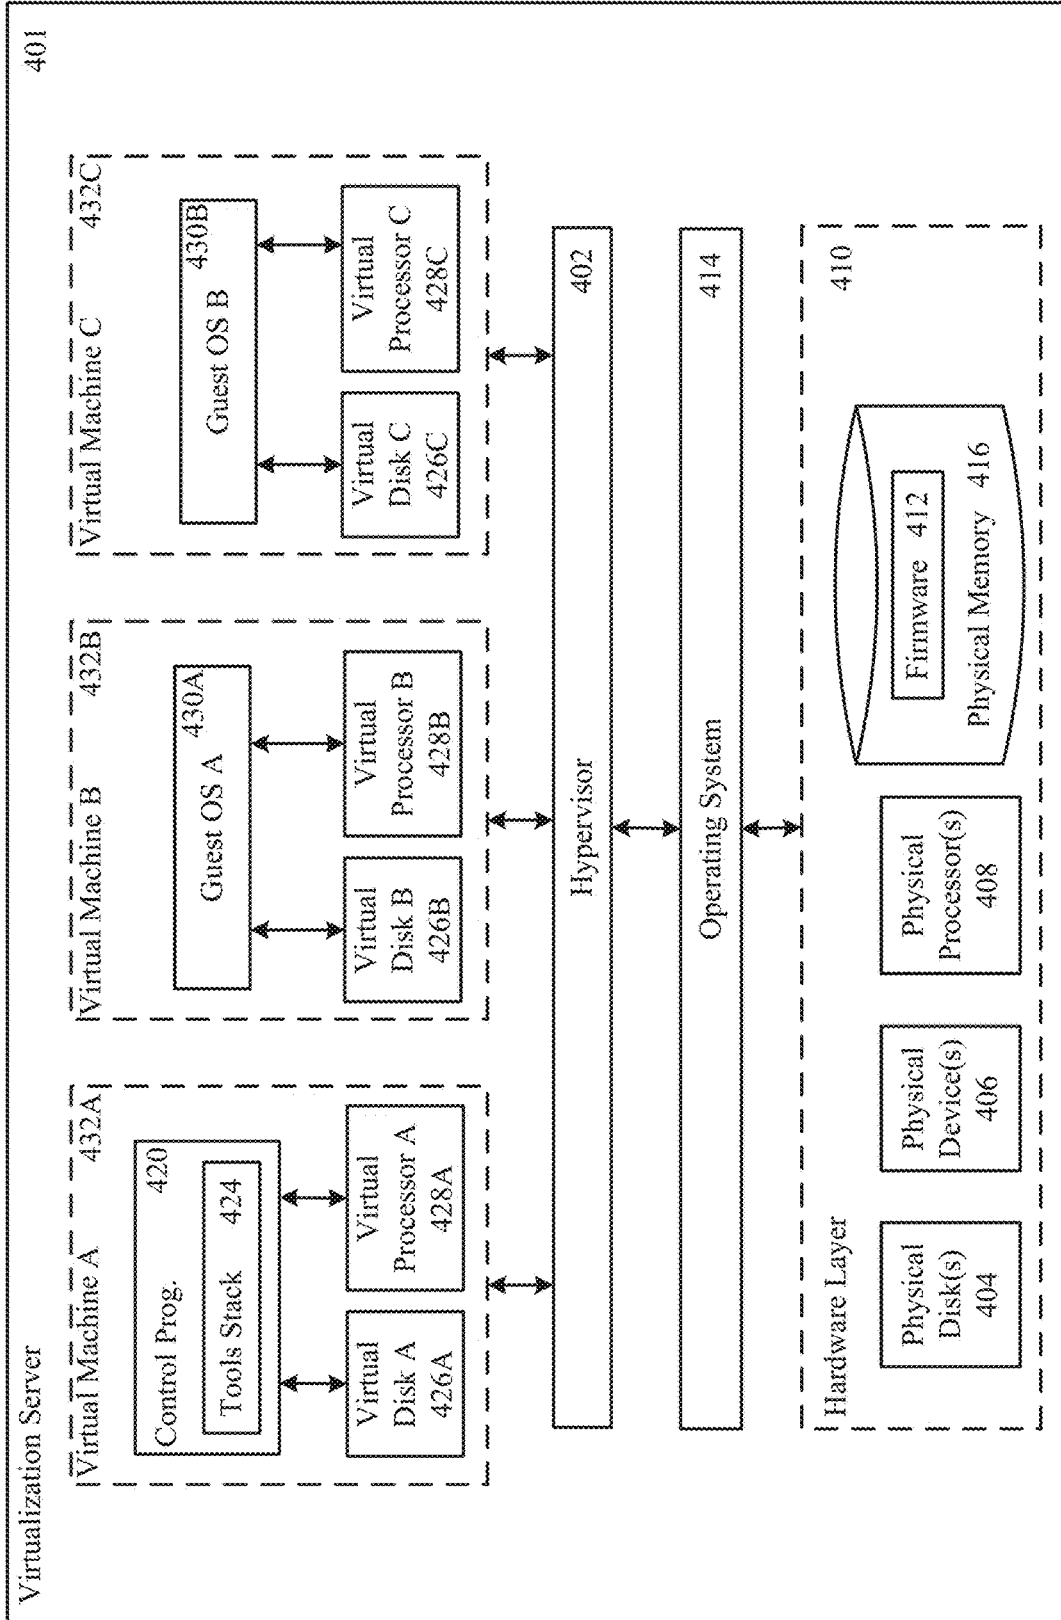 Virtualization Server
401
Virtual Machine A 432A
Control Prog.
420
Tools Stack 424
Virtual
Disk A
426A
Virtual
Processor A
428A
Virtual Machine B 432B
430A
Guest OS A
Virtual
Disk B
426B
Virtual
Processor B
428B
Virtual Machine C 432C
430B
Guest OS B
Virtual
Disk C
426C
Virtual
Processor C
428C
Hypervisor
402
Operating System
414
Hardware Layer
410
Physical
Disk(s)
404
Physical
Device(s)
406
Physical
Processor(s)
408
Firmware 412
Physical Memory 416